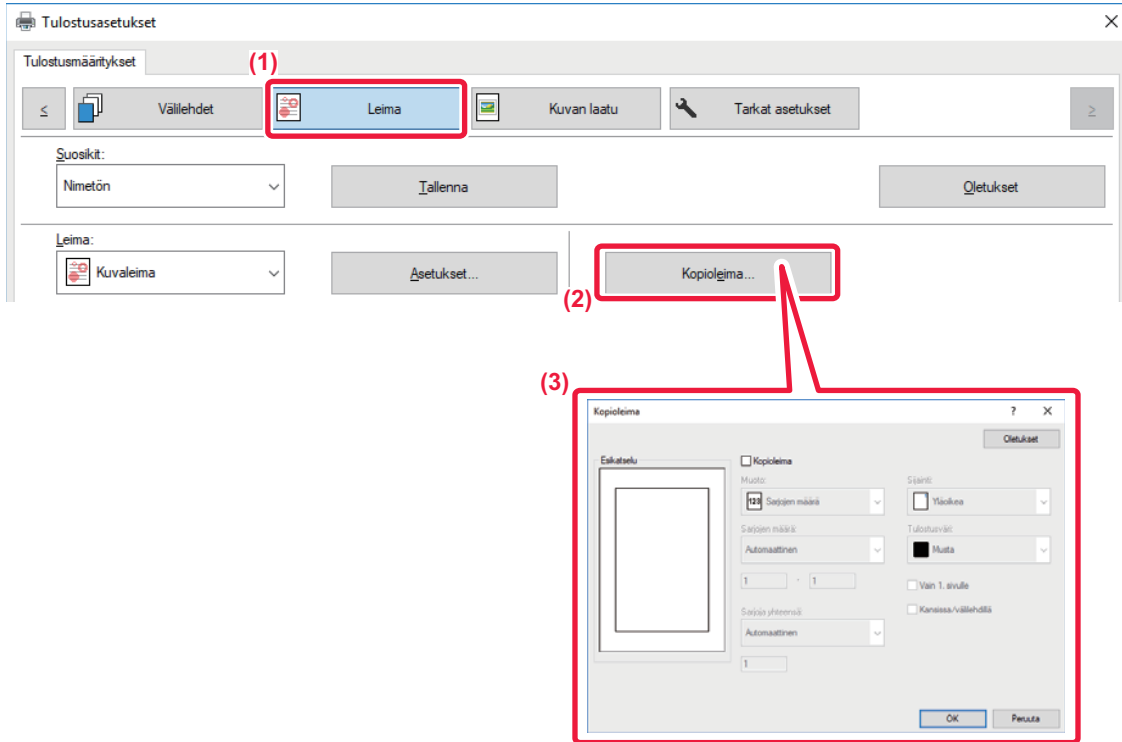 Tulostusasetukset
Tulostusmääritykset
(1)
≤ Välilehdet Leima Kuvan laatu Tarkat asetukset ≥
Suosikit:
Nimetön Tallenna Oletukset
Leima:
Kuvaleima Asetukset... Kopioleima...
(2)
(3)
Kopioleima ? ×
Oletukset
Esikatselu Kopioleima
Muoto: Sijainti:
123 Sarjojen määrä Yläoikea
Sarjojen määrä: Tulostusväri:
Automaattinen Musta
1 - 1 Vain 1. sivulle
Sarjoja yhteensä: Kansissa/välilehdillä
Automaattinen
1
OK Peruuta